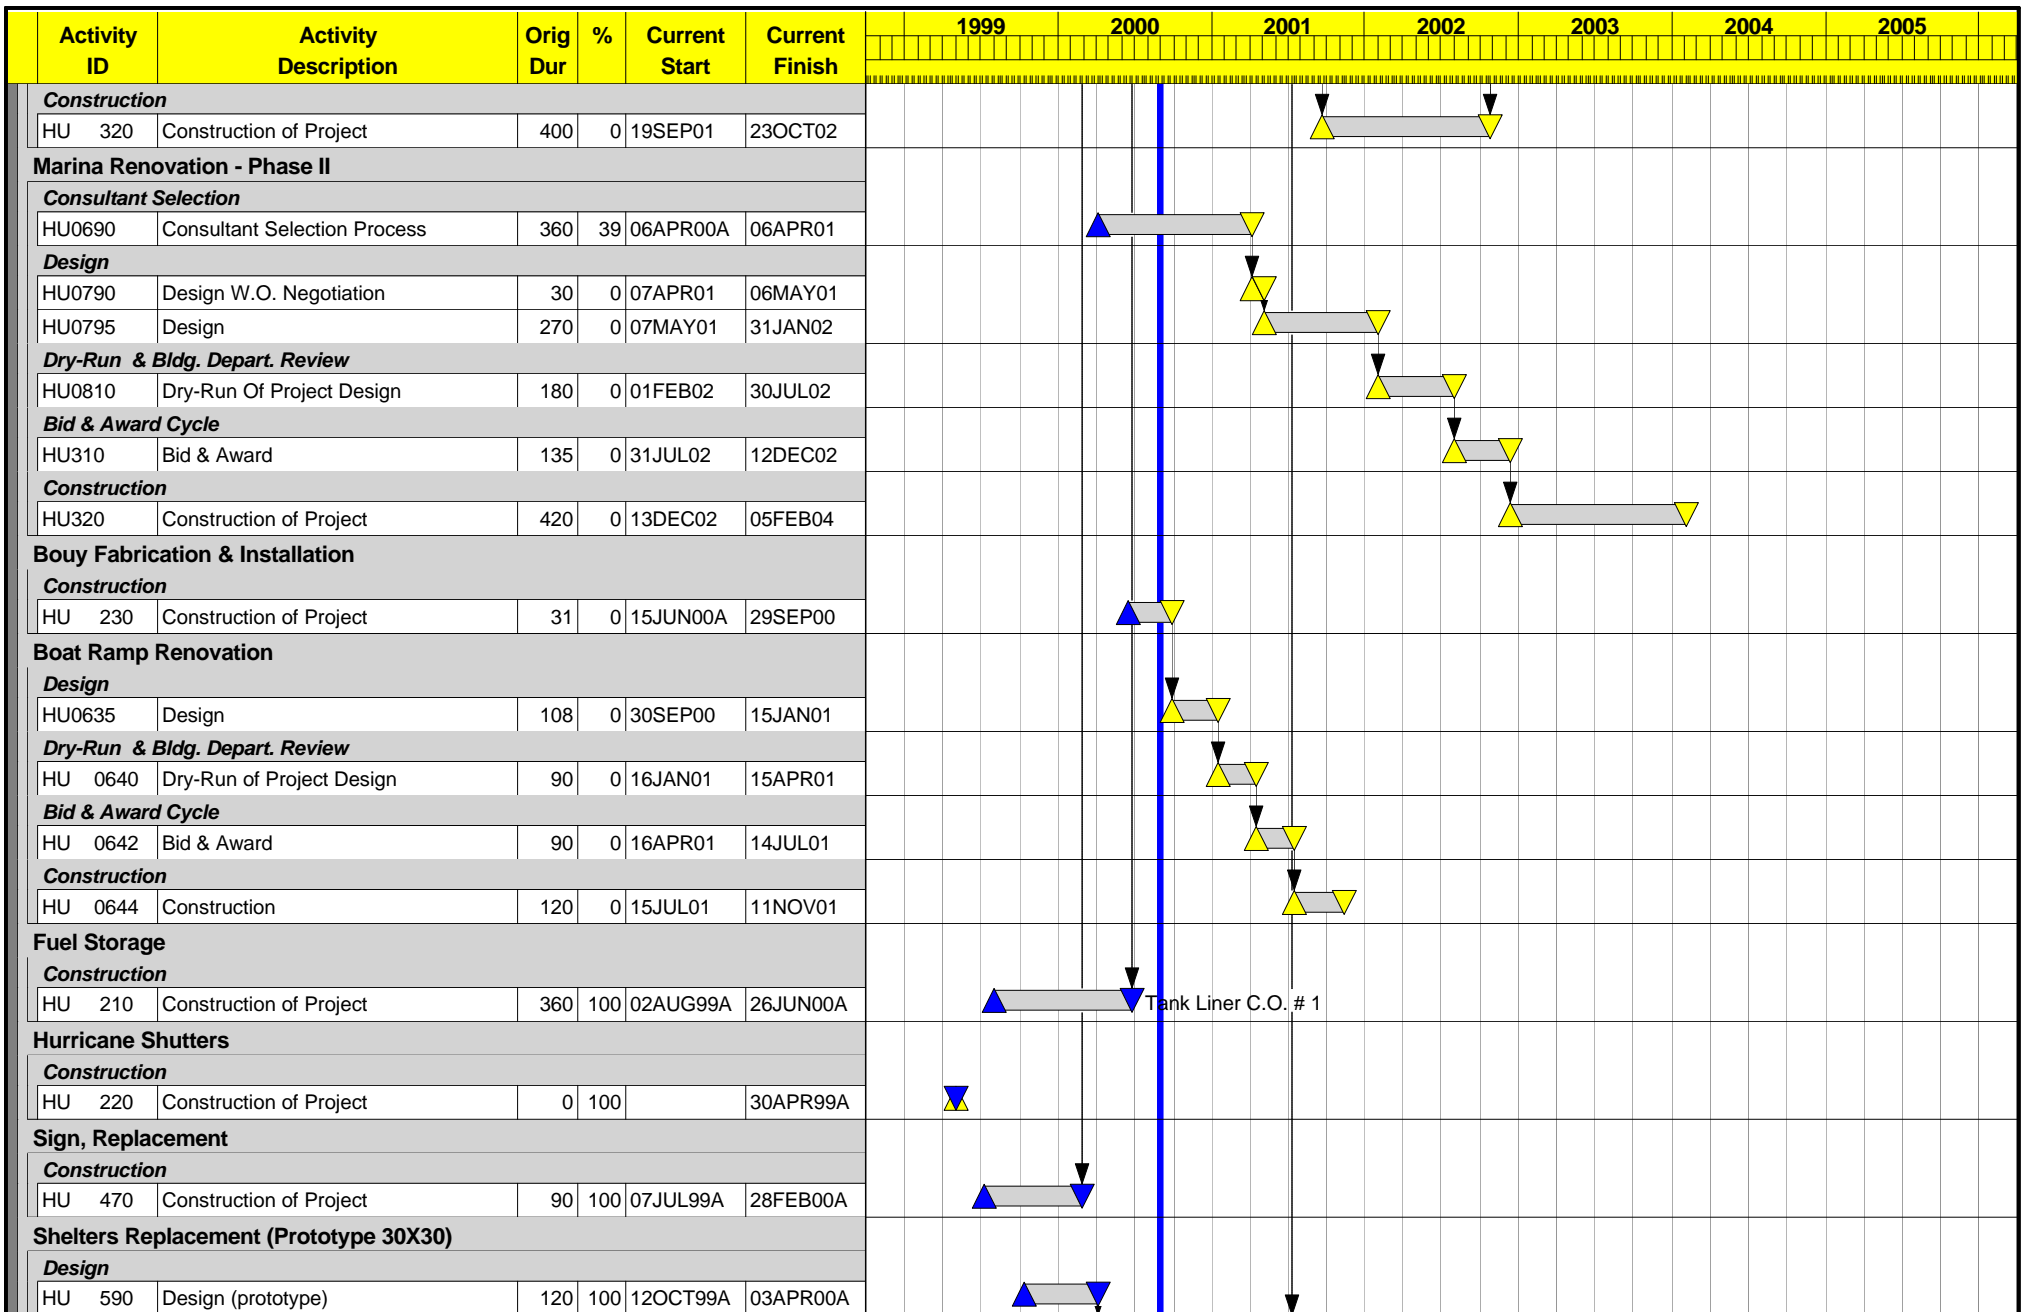 Activity ID Activity Description Orig Dur % Current Start Current Finish 1999 2000 2001 2002 2003 2004 2005
Construction
HU 320 Construction of Project 400 0 19SEP01 23OCT02
Marina Renovation - Phase II
Consultant Selection
HU0690 Consultant Selection Process 360 39 06APR00A 06APR01
Design
HU0790 Design W.O. Negotiation 30 0 07APR01 06MAY01
HU0795 Design 270 0 07MAY01 31JAN02
Dry-Run & Bldg. Depart. Review
HU0810 Dry-Run Of Project Design 180 0 01FEB02 30JUL02
Bid & Award Cycle
HU310 Bid & Award 135 0 31JUL02 12DEC02
Construction
HU320 Construction of Project 420 0 13DEC02 05FEB04
Bouy Fabrication & Installation
Construction
HU 230 Construction of Project 31 0 15JUN00A 29SEP00
Boat Ramp Renovation
Design
HU0635 Design 108 0 30SEP00 15JAN01
Dry-Run & Bldg. Depart. Review
HU 0640 Dry-Run of Project Design 90 0 16JAN01 15APR01
Bid & Award Cycle
HU 0642 Bid & Award 90 0 16APR01 14JUL01
Construction
HU 0644 Construction 120 0 15JUL01 11NOV01
Fuel Storage
Construction
HU 210 Construction of Project 360 100 02AUG99A 26JUN00A Tank Liner C.O. # 1
Hurricane Shutters
Construction
HU 220 Construction of Project 0 100 30APR99A
Sign, Replacement
Construction
HU 470 Construction of Project 90 100 07JUL99A 28FEB00A
Shelters Replacement (Prototype 30X30)
Design
HU 590 Design (prototype) 120 100 12OCT99A 03APR00A